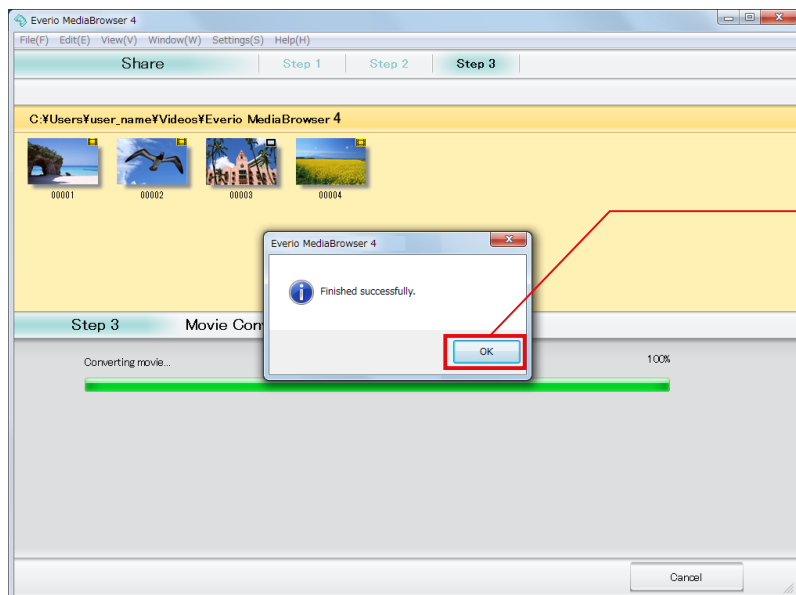 Everio MediaBrowser 4
File(F) Edit(E) View(V) Window(W) Settings(S) Help(H)
Share Step 1 Step 2 Step 3
C:¥Users¥user_name¥Videos¥Everio MediaBrowser 4
00001 00002 00003 00004
Everio MediaBrowser 4
Finished successfully.
OK
Step 3 Movie Con
Converting movie... 100%
Cancel